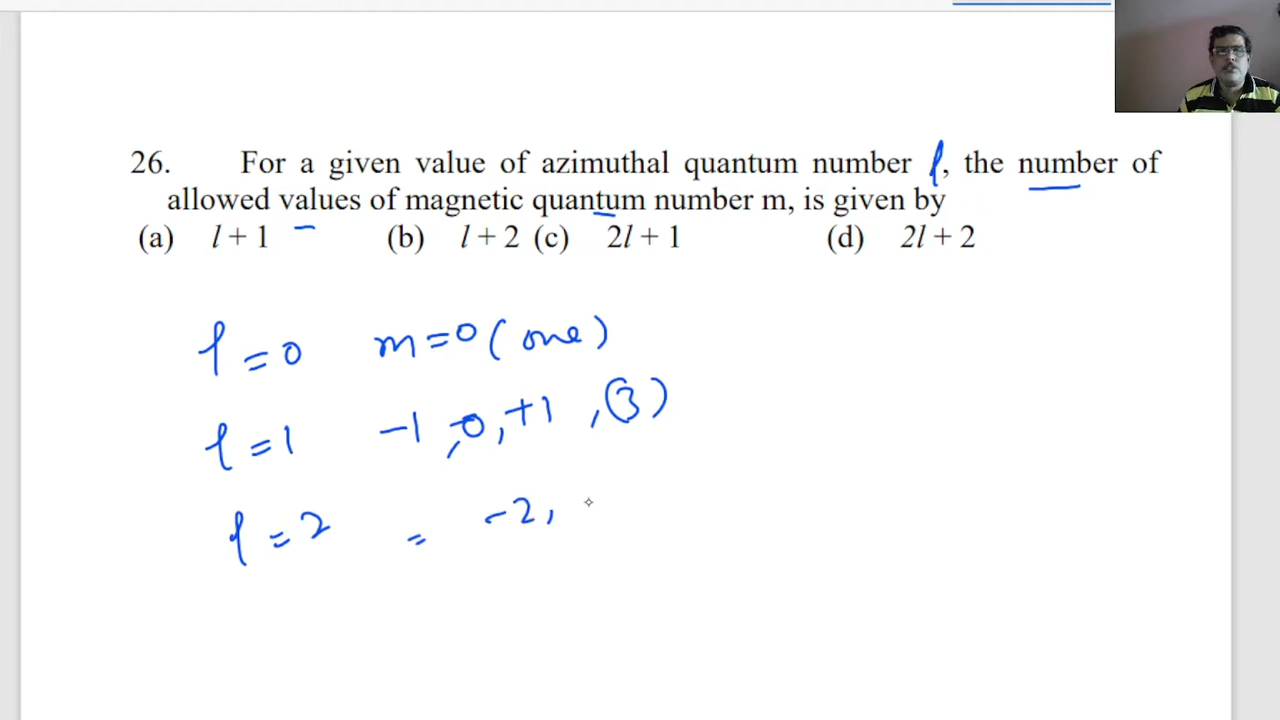 26. For a given value of azimuthal quantum number l, the number of
allowed values of magnetic quantum number m, is given by
(a) l + 1 (b) l + 2 (c) 2l + 1 (d) 2l + 2
l = 0 m = 0 ( one )
l = 1 -1 , 0 , +1 , (3)
l = 2 = -2 ,